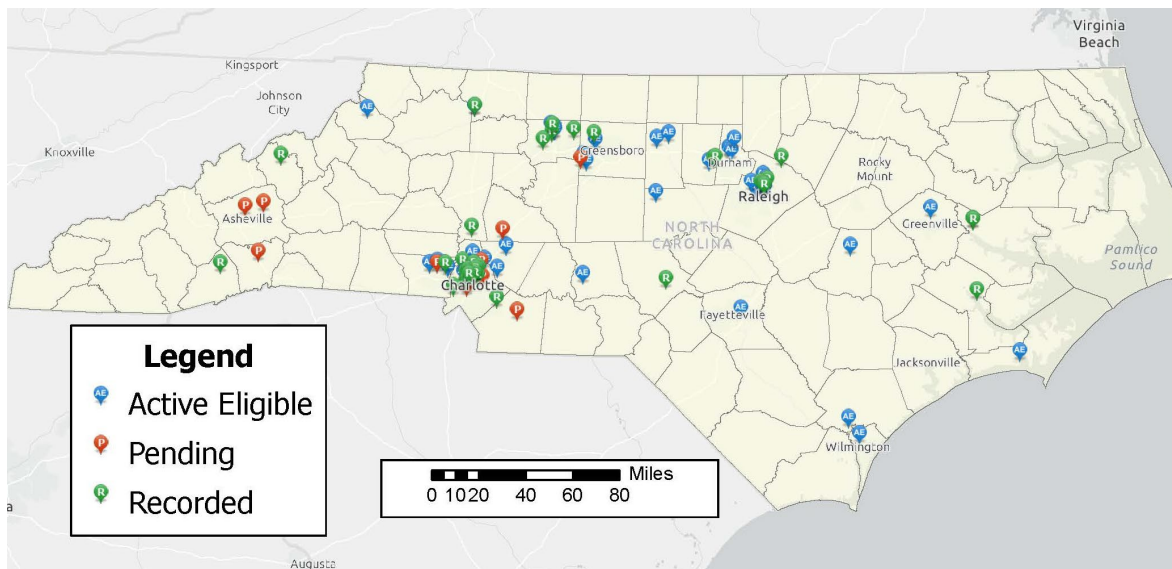 Virginia
Beach
Kingsport
Johnson
City
Knoxville
Greensboro
Durham
Rocky
Mount
Raleigh
Asheville
Greenville
NORTH
CAROLINA
Pamlico
Sound
Charlotte
Fayetteville
Jacksonville
Wilmington
Legend
AE Active Eligible
P Pending
R Recorded
Miles
0 10 20 40 60 80
a
Augusta